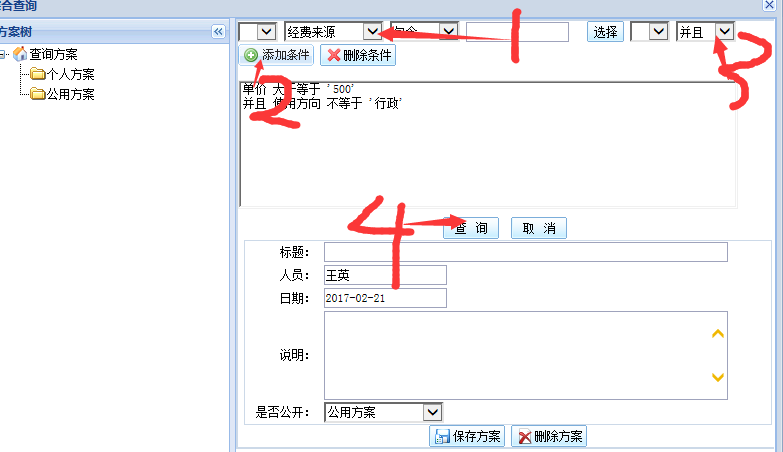 综合查询
方案树
查询方案
个人方案
公用方案
经费来源 包含 选择 并且
添加条件 删除条件
单价 大于等于 '500'
并且 使用方向 不等于 '行政'
1
2
3
4
查 询 取 消
标题：
人员： 王英
日期： 2017-02-21
说明：
是否公开： 公用方案
保存方案 删除方案